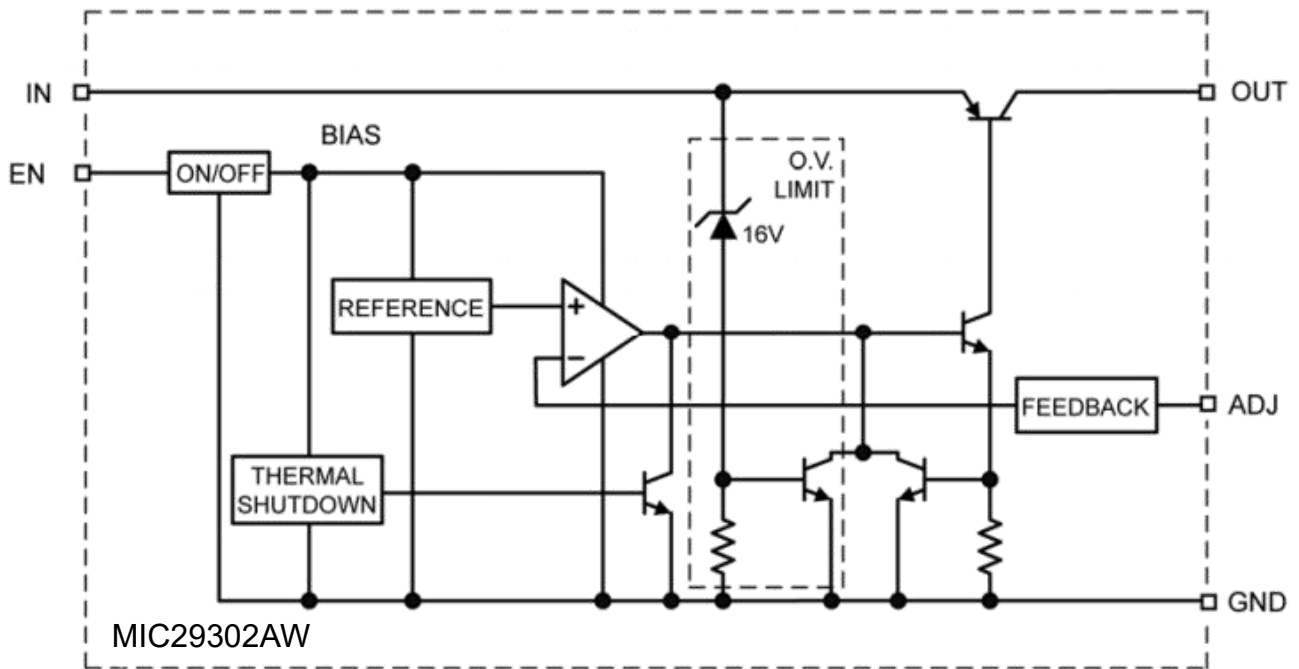 IN
OUT
BIAS
EN
ON/OFF
O.V.
LIMIT
16V
REFERENCE
+
−
FEEDBACK
ADJ
THERMAL
SHUTDOWN
GND
MIC29302AW